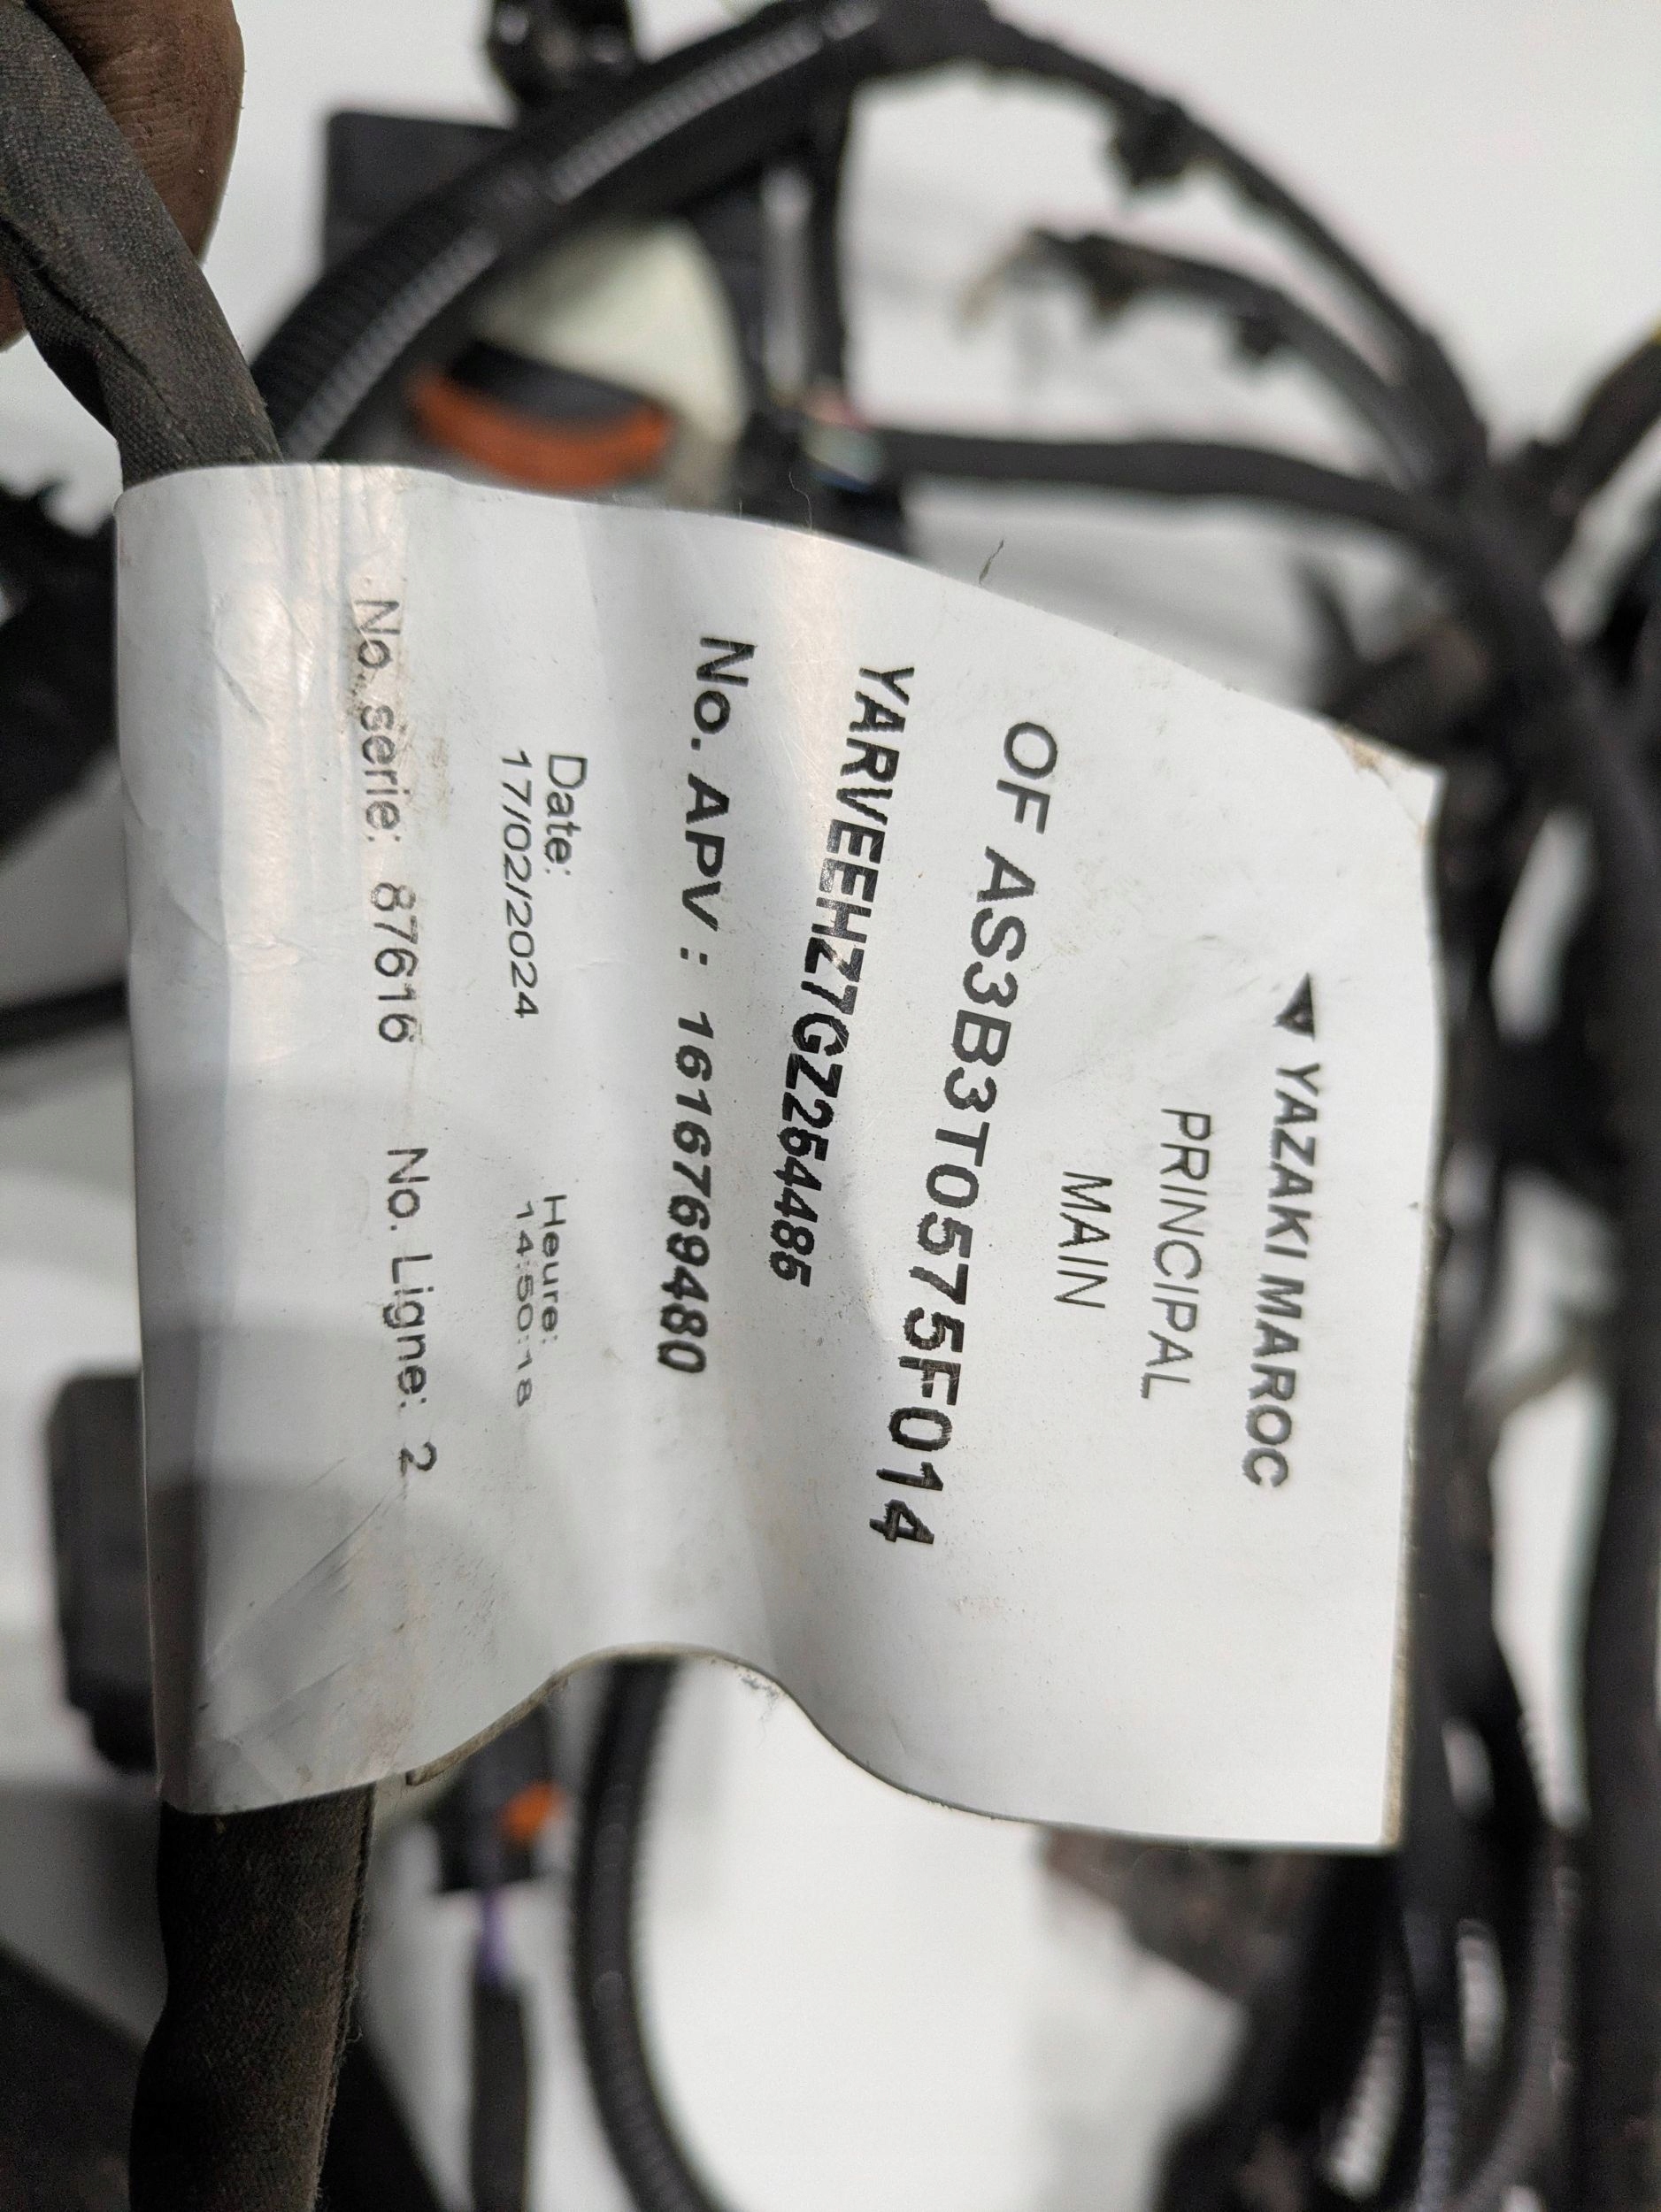 YAZAKI MAROC
PRINCIPAL
MAIN
OF AS3B3T0575F014
YARVEEHZ7GZ254485
No. APV : 1616769480
Date: Heure:
17/02/2024 14:50:18
No. serie: 87616 No. Ligne: 2